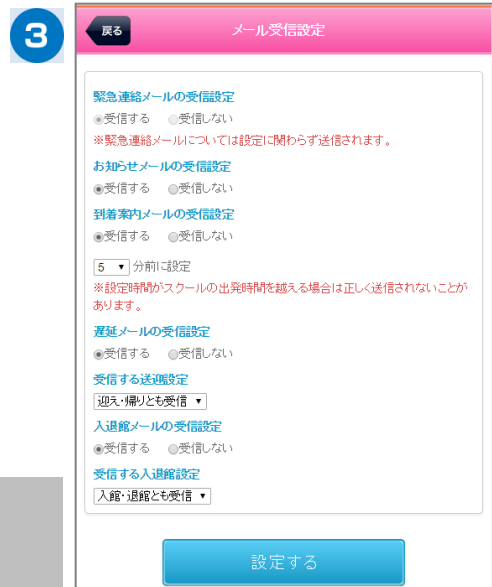 3
戻る
メール受信設定
緊急連絡メールの受信設定
受信する 受信しない
※緊急連絡メールについては設定に関わらず送信されます。
お知らせメールの受信設定
受信する 受信しない
到着案内メールの受信設定
受信する 受信しない
5 ▼ 分前に設定
※設定時間がスクールの出発時間を越える場合は正しく送信されないことが
あります。
遅延メールの受信設定
受信する 受信しない
受信する送迎設定
迎え・帰りとも受信 ▼
入退館メールの受信設定
受信する 受信しない
受信する入退館設定
入館・退館とも受信 ▼
設定する